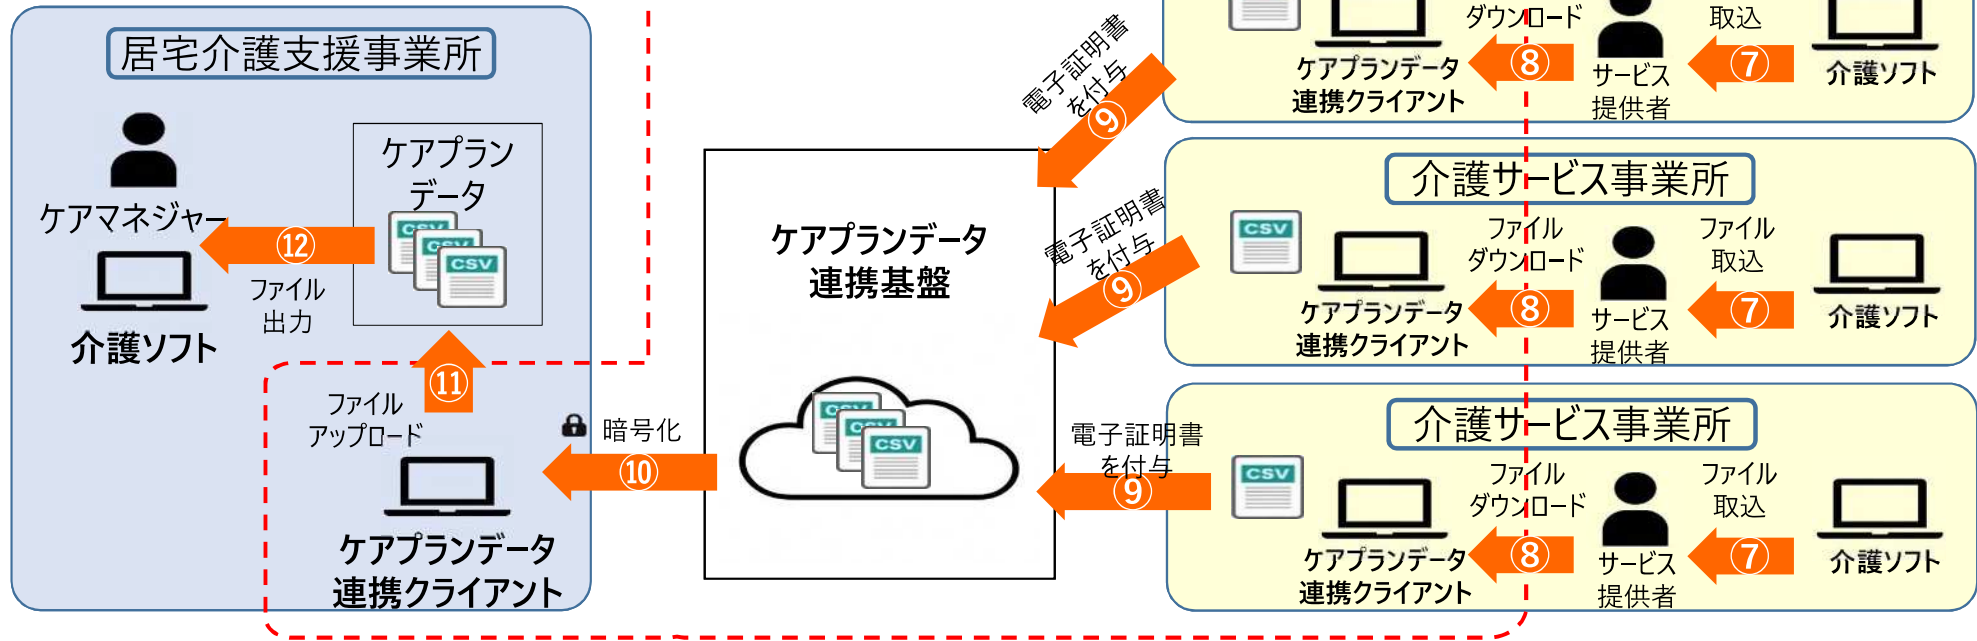 居宅介護支援事業所
ケアマネジャー
介護ソフト
ケアプラン
データ
CSV
CSV
CSV
⑫
ファイル
出力
⑪
ファイル
アップロード
ケアプランデータ
連携クライアント
暗号化
⑩
ケアプランデータ
連携基盤
CSV
CSV
CSV
電子証明書
を付与
⑨
電子証明書
を付与
⑨
電子証明書
を付与
⑨
ケアプランデータ
連携クライアント
ダウンロード
⑧
サービス
提供者
取込
⑦
介護ソフト
介護サービス事業所
CSV
ケアプランデータ
連携クライアント
ファイル
ダウンロード
⑧
サービス
提供者
ファイル
取込
⑦
介護ソフト
介護サービス事業所
CSV
ケアプランデータ
連携クライアント
ファイル
ダウンロード
⑧
サービス
提供者
ファイル
取込
⑦
介護ソフト